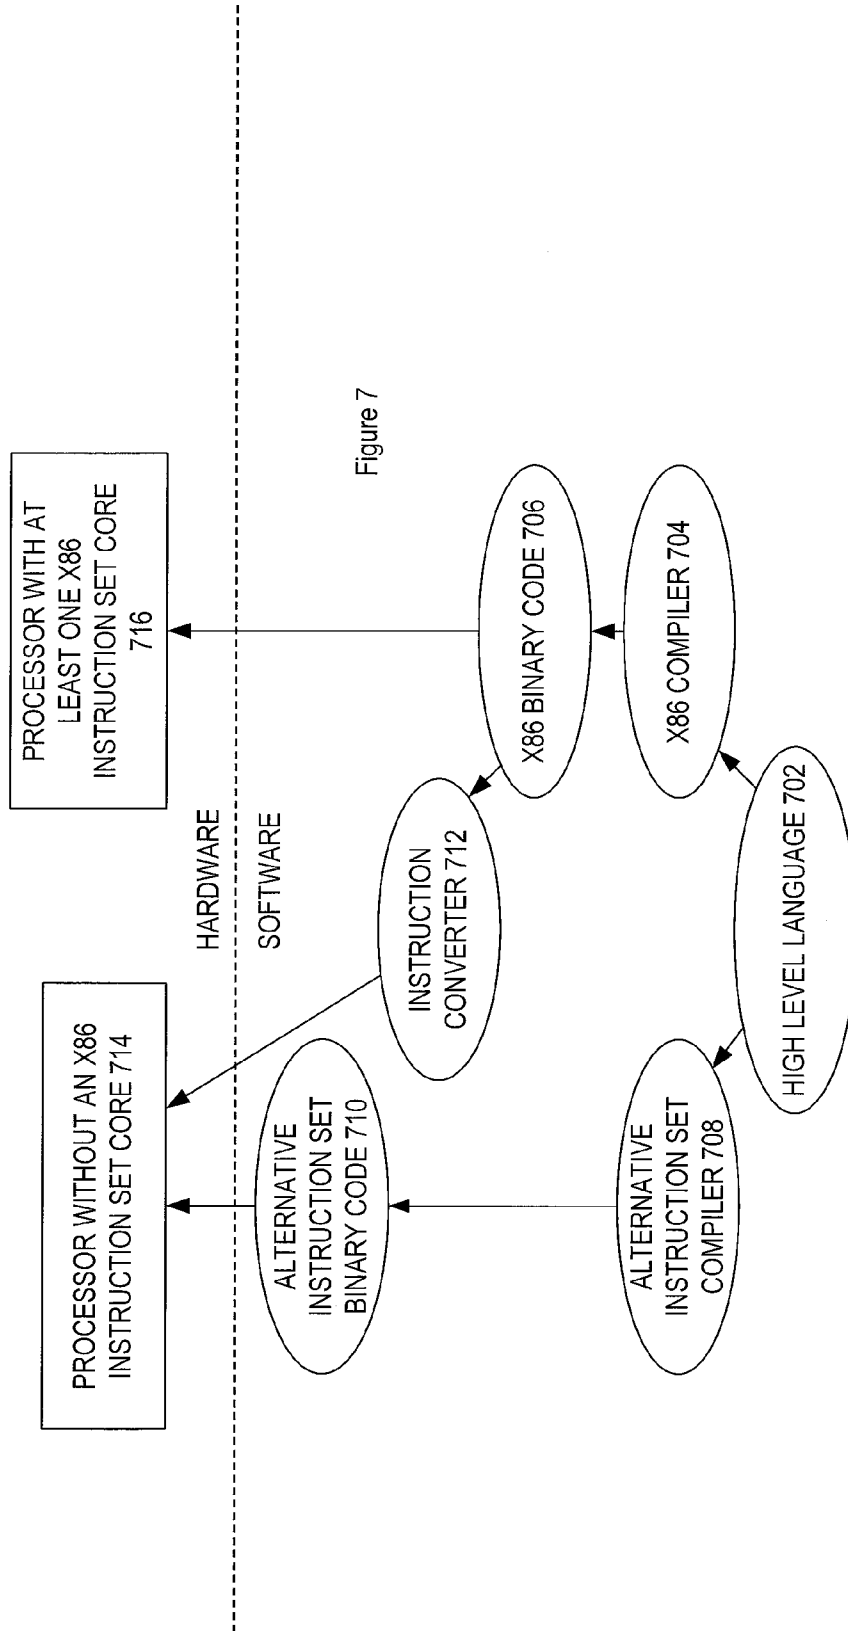 PROCESSOR WITHOUT AN X86
INSTRUCTION SET CORE 714
PROCESSOR WITH AT
LEAST ONE X86
INSTRUCTION SET CORE
716
HARDWARE
SOFTWARE
ALTERNATIVE
INSTRUCTION SET
BINARY CODE 710
INSTRUCTION
CONVERTER 712
Figure 7
X86 BINARY CODE 706
ALTERNATIVE
INSTRUCTION SET
COMPILER 708
X86 COMPILER 704
HIGH LEVEL LANGUAGE 702